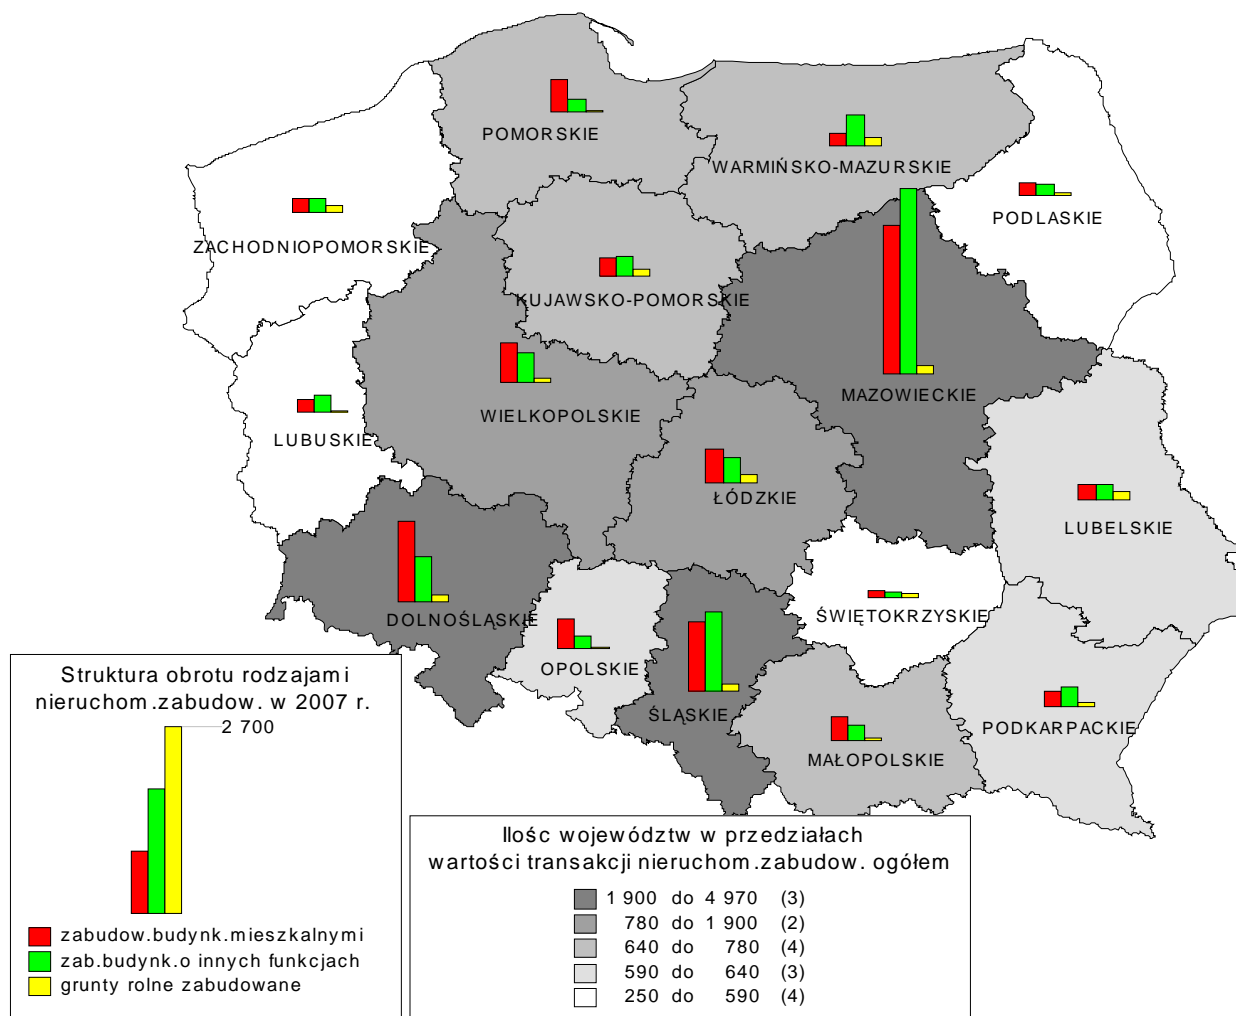 POMORSKIE
WARMIŃSKO-MAZURSKIE
PODLASKIE
ZACHODNIOPOMORSKIE
KUJAWSKO-POMORSKIE
MAZOWIECKIE
WIELKOPOLSKIE
LUBUSKIE
ŁÓDZKIE
LUBELSKIE
DOLNOŚLĄSKIE
ŚWIĘTOKRZYSKIE
OPOLSKIE
ŚLĄSKIE
PODKARPACKIE
MAŁOPOLSKIE
Struktura obrotu rodzajami
nieruchom.zabudow. w 2007 r.
2 700
zabudow.budynk.mieszkalnymi
zab.budynk.o innych funkcjach
grunty rolne zabudowane
Ilośc województw w przedziałach
wartości transakcji nieruchom.zabudow. ogółem
1 900 do 4 970 (3)
780 do 1 900 (2)
640 do 780 (4)
590 do 640 (3)
250 do 590 (4)